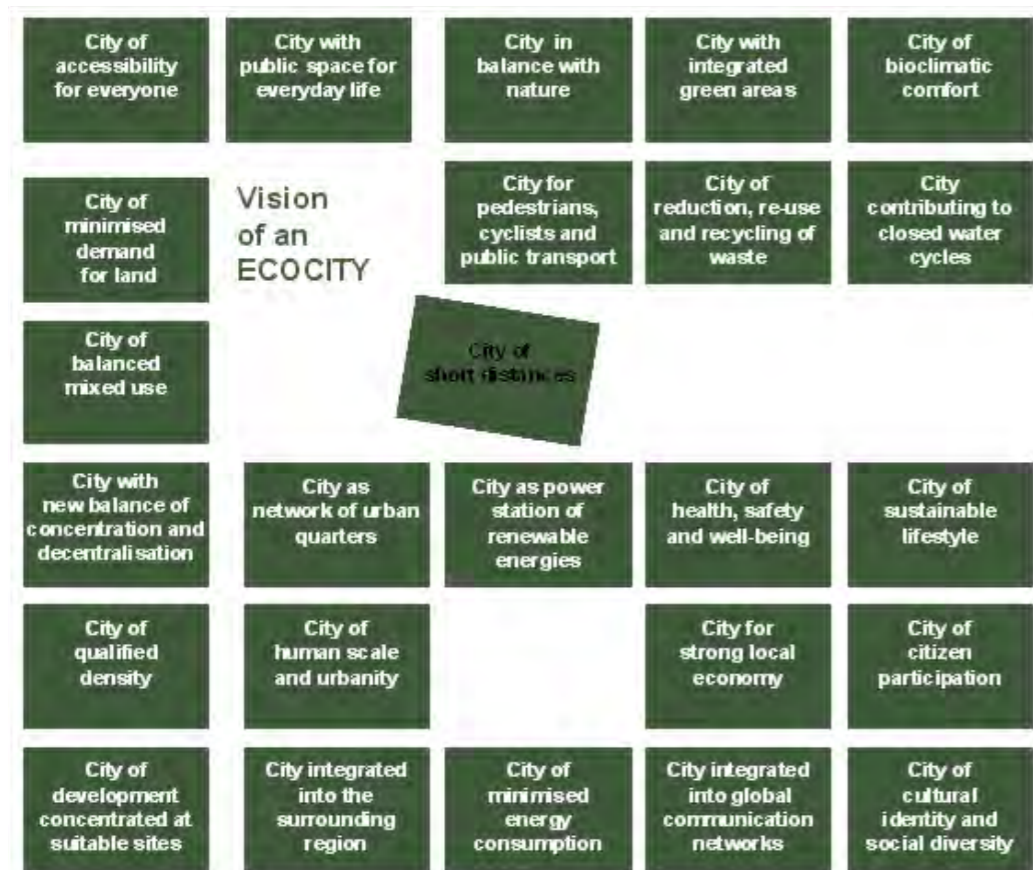 City of
accessibility
for everyone
City with
public space for
everyday life
City in
balance with
nature
City with
integrated
green areas
City of
bioclimatic
comfort
City of
minimised
demand
for land
Vision
of an
ECOCITY
City for
pedestrians,
cyclists and
public transport
City of
reduction, re-use
and recycling of
waste
City
contributing to
closed water
cycles
City of
balanced
mixed use
City of
short distances
City with
new balance of
concentration and
decentralisation
City as
network of urban
quarters
City as power
station of
renewable
energies
City of
health, safety
and well-being
City of
sustainable
lifestyle
City of
qualified
density
City of
human scale
and urbanity
City for
strong local
economy
City of
citizen
participation
City of
development
concentrated at
suitable sites
City integrated
into the
surrounding
region
City of
minimised
energy
consumption
City integrated
into global
communication
networks
City of
cultural
identity and
social diversity